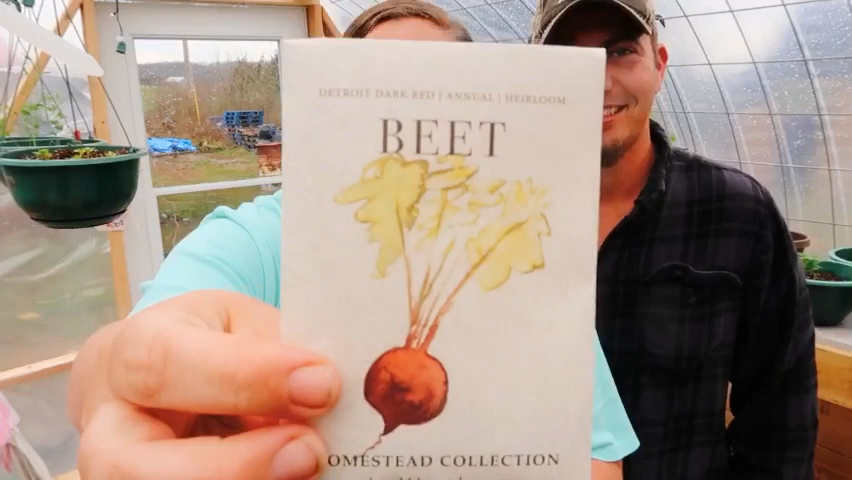 DETROIT DARK RED | ANNUAL | HEIRLOOM
BEET
OMESTEAD COLLECTION